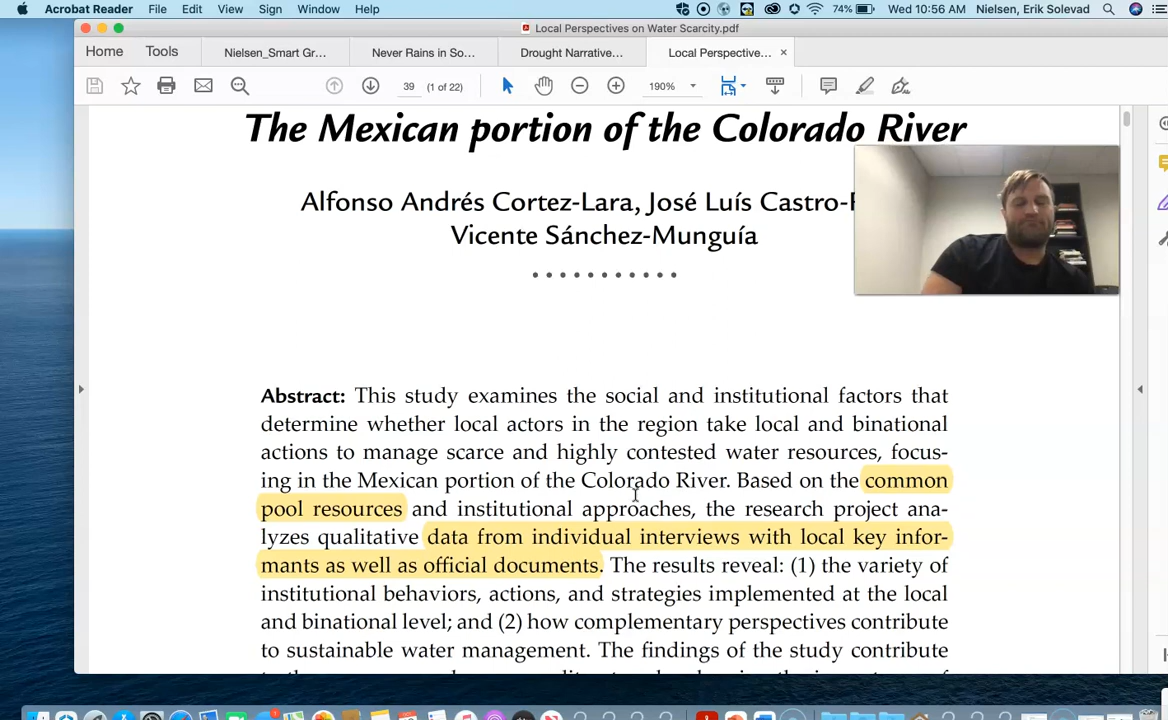 Acrobat Reader File Edit View Sign Window Help 74% Wed 10:56 AM Nielsen, Erik Solevad
Local Perspectives on Water Scarcity.pdf
Home Tools Nielsen_Smart Gr... Never Rains in So... Drought Narrative... Local Perspective... ×
39 (1 of 22) 190%
The Mexican portion of the Colorado River
Alfonso Andrés Cortez-Lara, José Luís Castro-
Vicente Sánchez-Munguía
Abstract: This study examines the social and institutional factors that
determine whether local actors in the region take local and binational
actions to manage scarce and highly contested water resources, focus-
ing in the Mexican portion of the Colorado River. Based on the common
pool resources and institutional approaches, the research project ana-
lyzes qualitative data from individual interviews with local key infor-
mants as well as official documents. The results reveal: (1) the variety of
institutional behaviors, actions, and strategies implemented at the local
and binational level; and (2) how complementary perspectives contribute
to sustainable water management. The findings of the study contribute